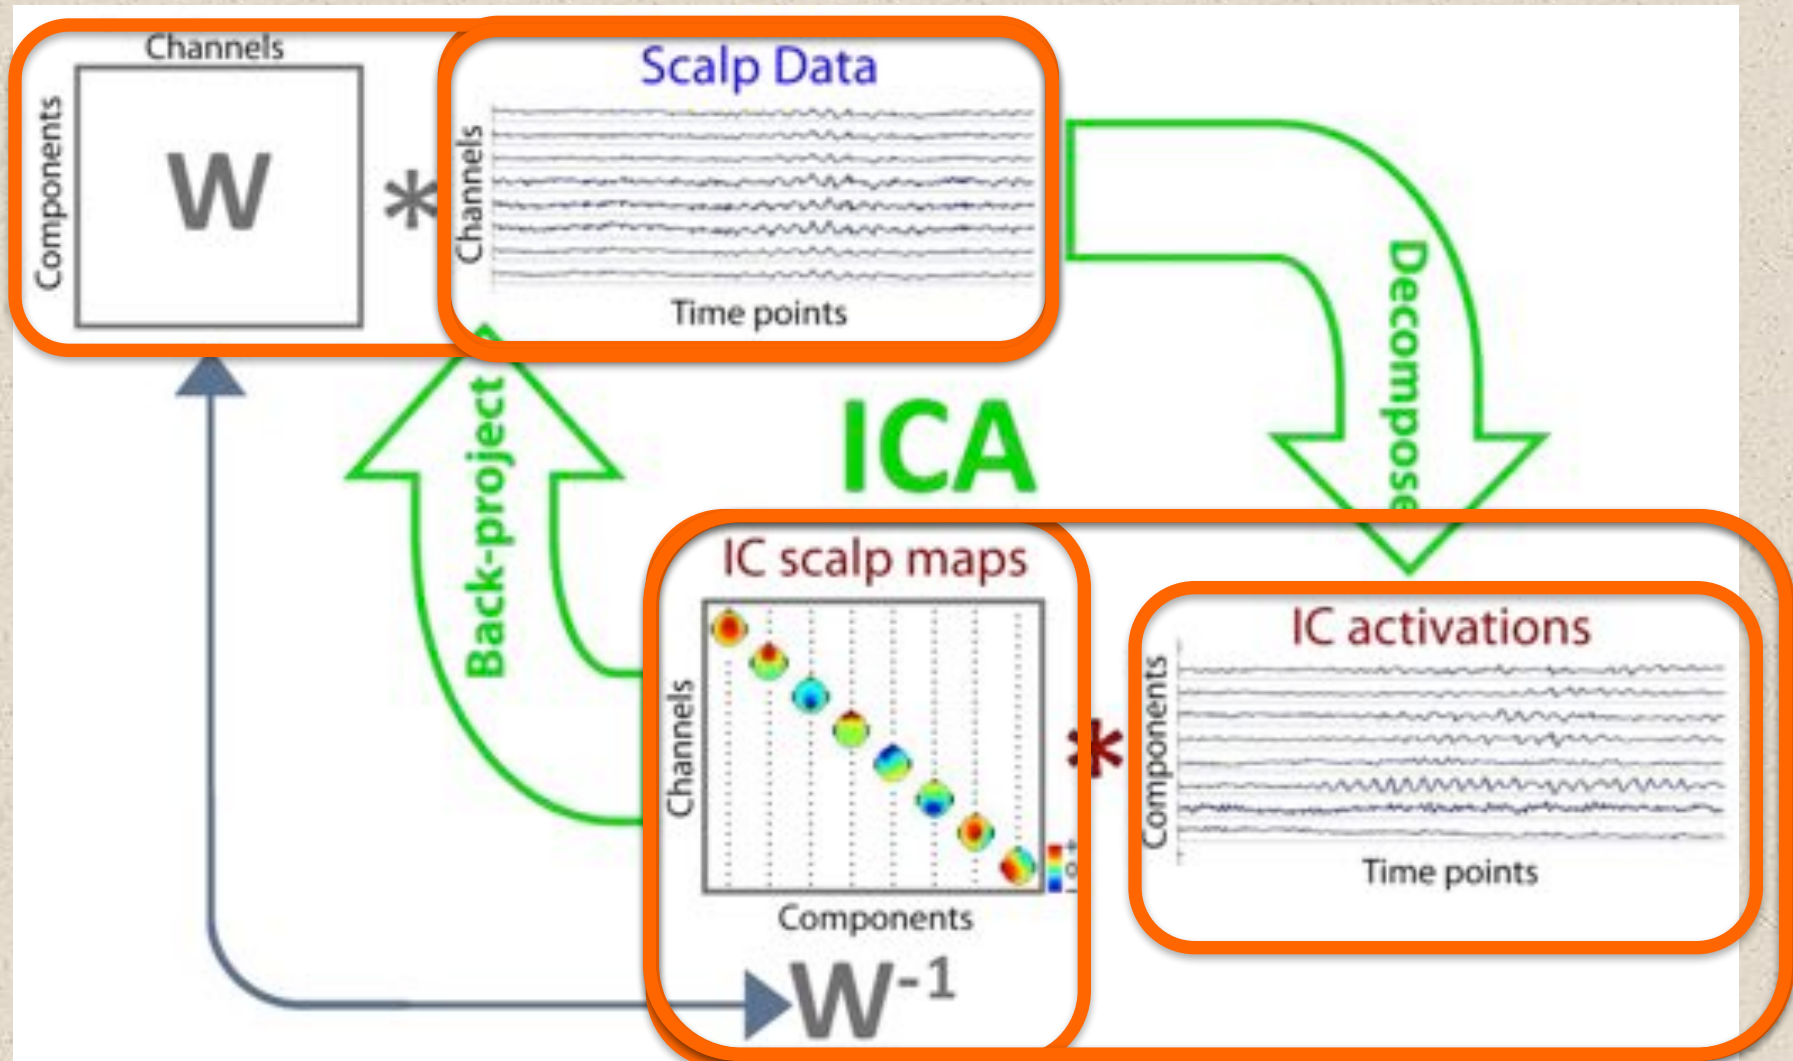 Channels
Components
W
*
Scalp Data
Channels
Time points
Decompose
Back-project
ICA
IC scalp maps
Channels
Components
W-1
+
0
-
*
IC activations
Components
Time points